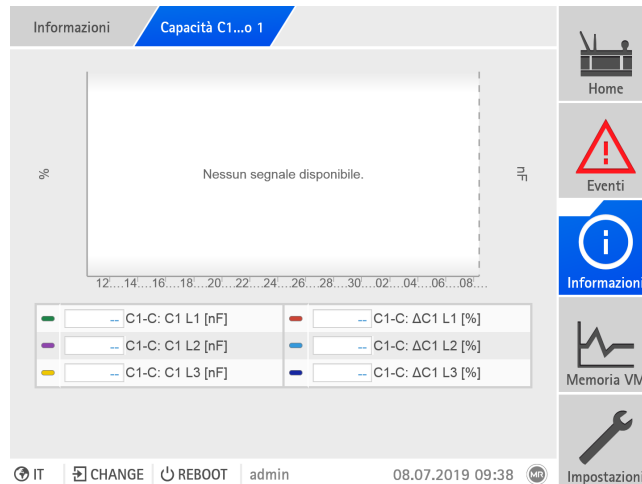 Informazioni
Capacità C1...o 1
%
Nessun segnale disponibile.
nF
12....14....16....18....20....22....24....26....28....30....02....04....06....08....
-- C1-C: C1 L1 [nF]
-- C1-C: ΔC1 L1 [%]
-- C1-C: C1 L2 [nF]
-- C1-C: ΔC1 L2 [%]
-- C1-C: C1 L3 [nF]
-- C1-C: ΔC1 L3 [%]
IT
CHANGE
REBOOT
admin
08.07.2019 09:38
MR
Home
Eventi
Informazioni
Memoria VM
Impostazioni